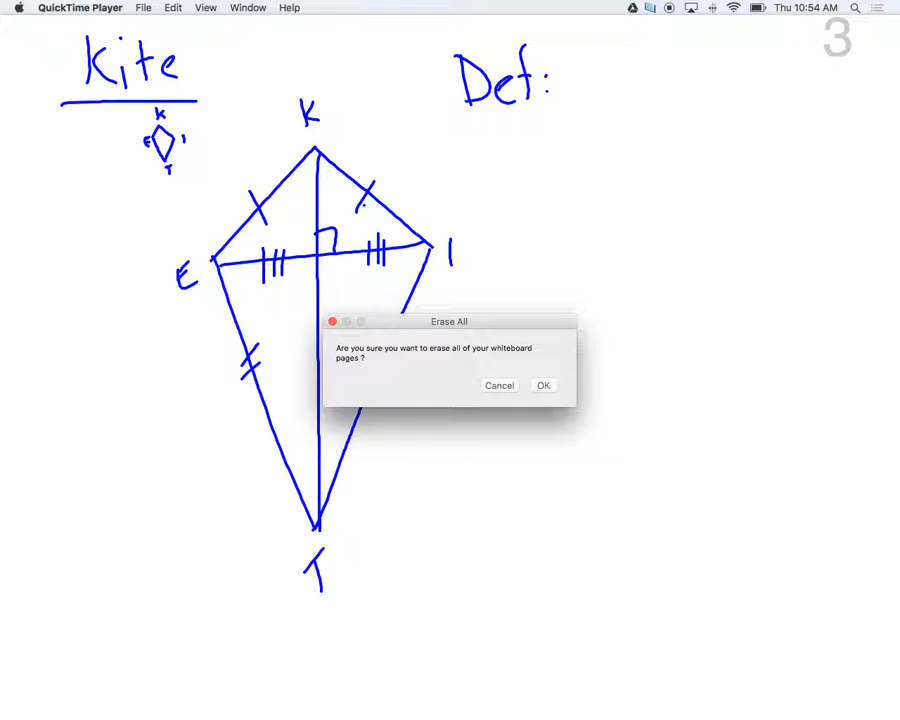 QuickTime Player File Edit View Window Help Thu 10:54 AM
3
Kite
Def:
K
E I
T
K
E I
T
Erase All
Are you sure you want to erase all of your whiteboard
pages ?
Cancel OK